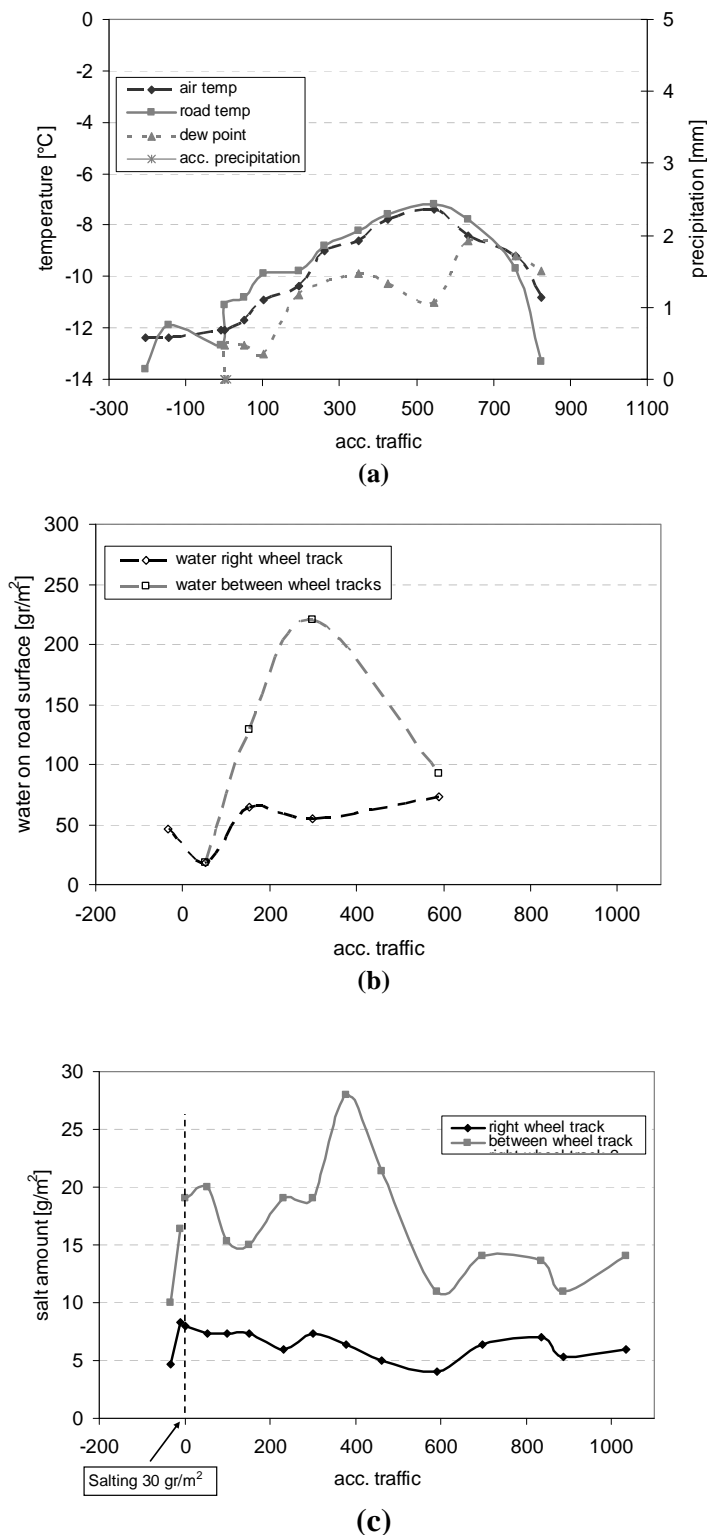 0
-2
-4
-6
-8
-10
-12
-14
temperature [°C]
air temp
road temp
dew point
acc. precipitation
5
4
3
2
1
0
precipitation [mm]
-300 -100 100 300 500 700 900 1100
acc. traffic
(a)
300
250
200
150
100
50
0
water on road surface [gr/m²]
water right wheel track
water between wheel tracks
-200 0 200 400 600 800 1000
acc. traffic
(b)
30
25
20
15
10
5
0
salt amount [g/m²]
right wheel track
between wheel track
right wheel track 2
-200 0 200 400 600 800 1000
Salting 30 gr/m²
acc. traffic
(c)